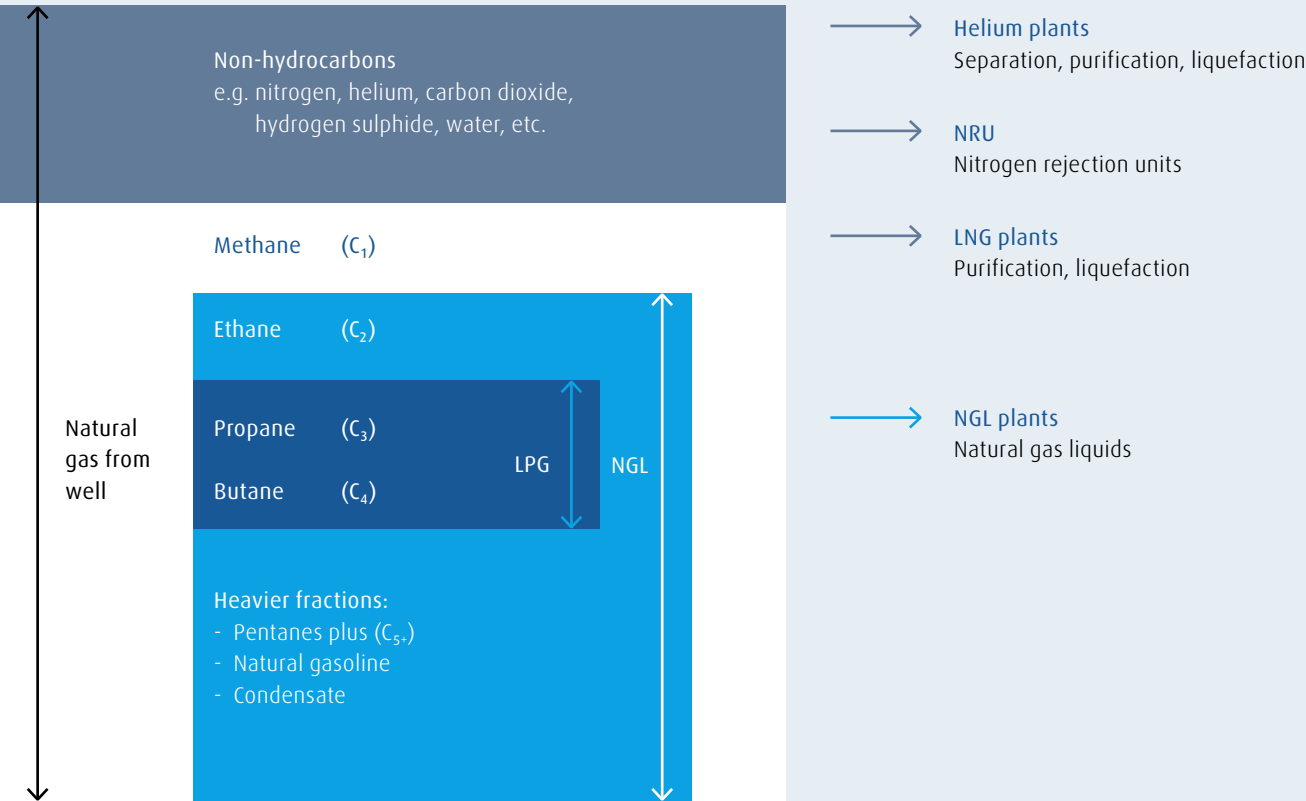 Non-hydrocarbons
e.g. nitrogen, helium, carbon dioxide,
hydrogen sulphide, water, etc.
Methane (C₁)
Ethane (C₂)
Propane (C₃)
Butane (C₄)
LPG
NGL
Natural
gas from
well
Heavier fractions:
- Pentanes plus (C₅₊)
- Natural gasoline
- Condensate
Helium plants
Separation, purification, liquefaction
NRU
Nitrogen rejection units
LNG plants
Purification, liquefaction
NGL plants
Natural gas liquids